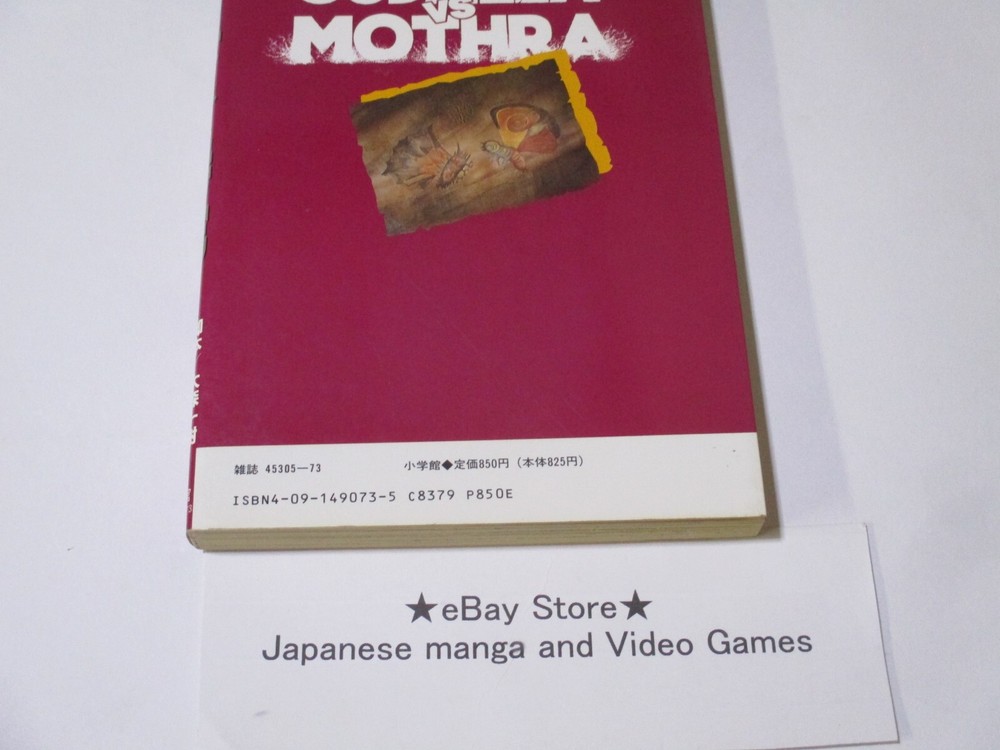 VS
MOTHRA
雑誌 45305—73
小学館◆定価850円（本体825円）
ISBN4-09-149073-5 C8379 P850E
★eBay Store★
Japanese manga and Video Games